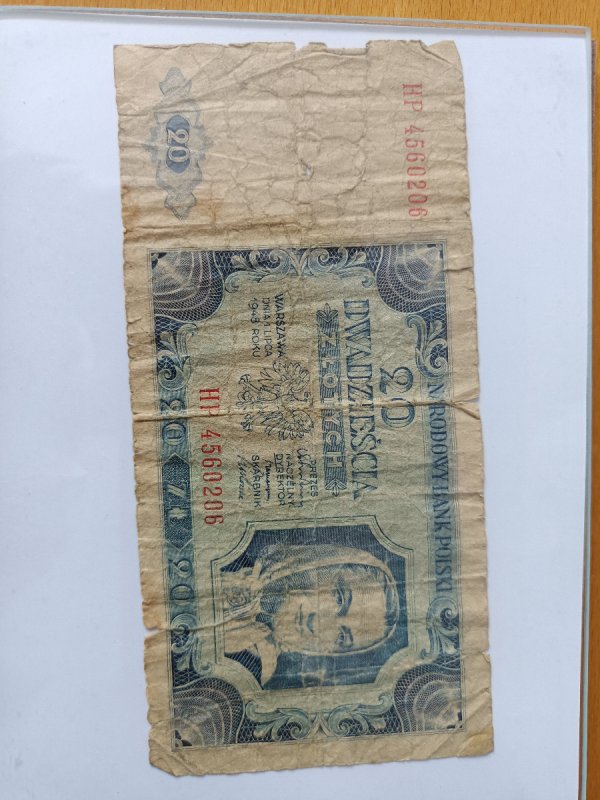 HP 4560206
20
NARODOWY BANK POLSKI
20
DWADZIEŚCIA
ZŁOTYCH
WARSZAWA
DNIA 1 LIPCA
1948 ROKU
PREZES
NACZELNY
DYREKTOR
SKARBNIK
HP 4560206
20 ZŁ 20